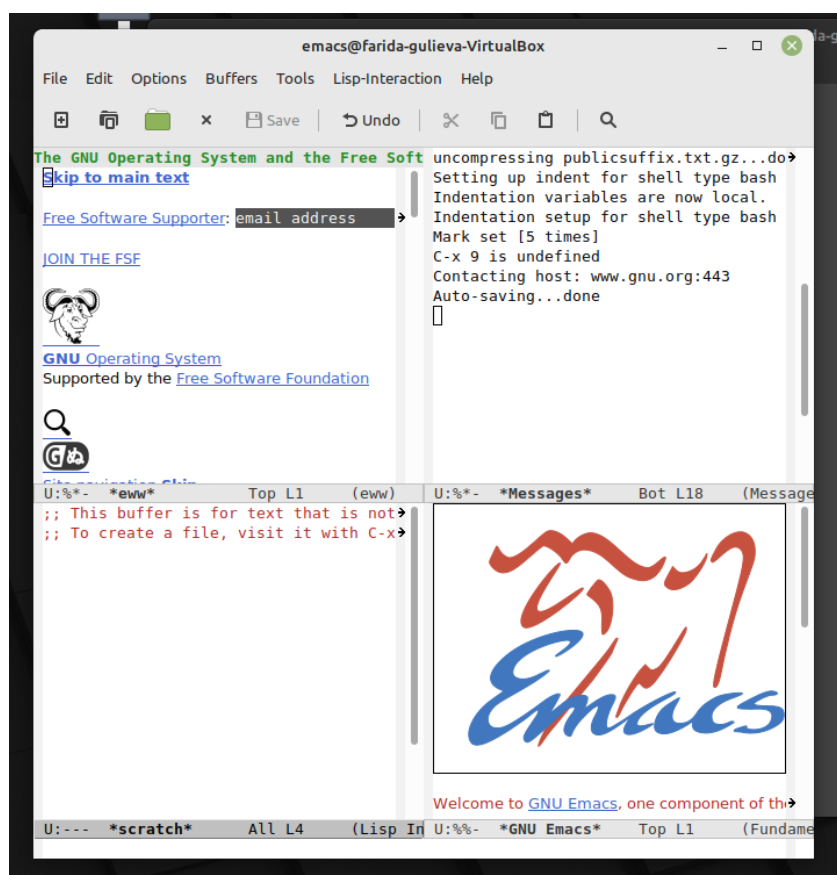 emacs@farida-gulieva-VirtualBox
File Edit Options Buffers Tools Lisp-Interaction Help
Save Undo
The GNU Operating System and the Free Soft
Skip to main text
Free Software Supporter: email address
JOIN THE FSF
GNU Operating System
Supported by the Free Software Foundation
Gぬ
Site navigation Skip
U:%*- *eww* Top L1 (eww)
uncompressing publicsuffix.txt.gz...do
Setting up indent for shell type bash
Indentation variables are now local.
Indentation setup for shell type bash
Mark set [5 times]
C-x 9 is undefined
Contacting host: www.gnu.org:443
Auto-saving...done
U:%*- *Messages* Bot L18 (Message
;; This buffer is for text that is not
;; To create a file, visit it with C-x
U:--- *scratch* All L4 (Lisp In
Emacs
Welcome to GNU Emacs, one component of the
U:%%- *GNU Emacs* Top L1 (Fundame